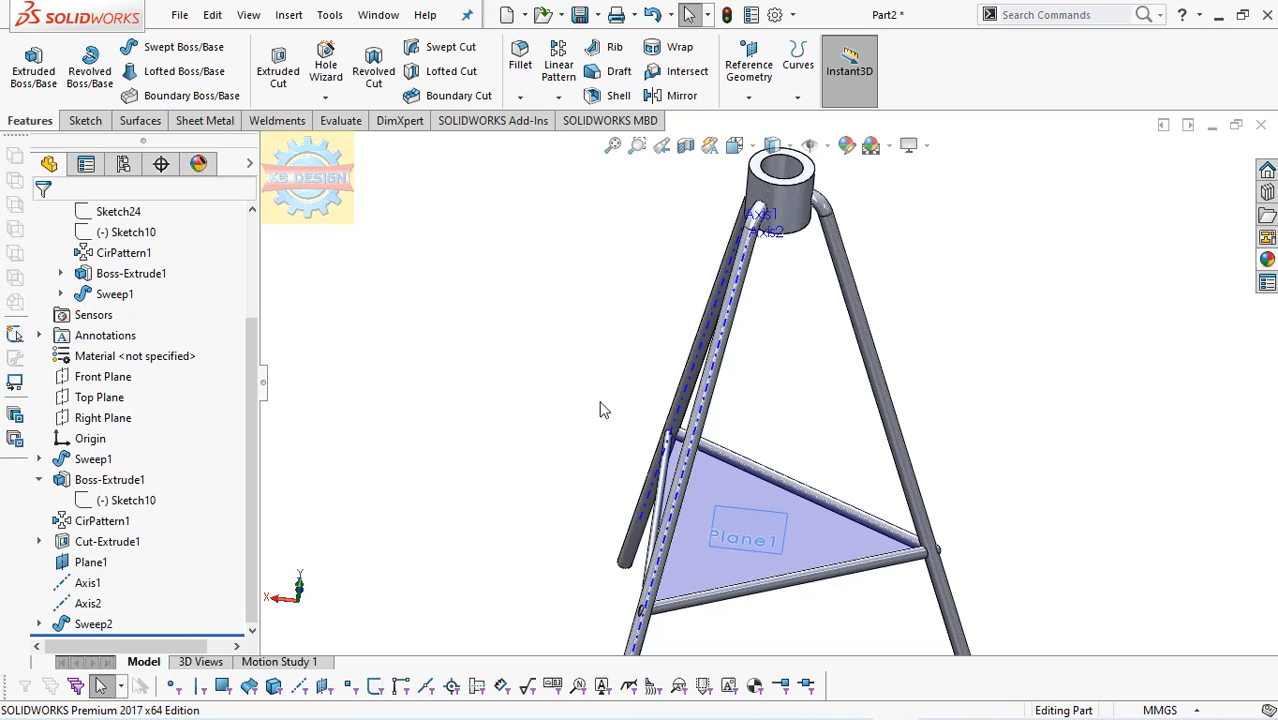 SOLIDWORKS File Edit View Insert Tools Window Help Part2 * Search Commands ?
Extruded Boss/Base Revolved Boss/Base Swept Boss/Base Lofted Boss/Base Boundary Boss/Base Extruded Cut Hole Wizard Revolved Cut Swept Cut Lofted Cut Boundary Cut Fillet Linear Pattern Rib Draft Shell Wrap Intersect Mirror Reference Geometry Curves Instant3D
Features Sketch Surfaces Sheet Metal Weldments Evaluate DimXpert SOLIDWORKS Add-Ins SOLIDWORKS MBD
KB DESIGN
Sketch24
(-) Sketch10
CirPattern1
Boss-Extrude1
Sweep1
Sensors
Annotations
Material <not specified>
Front Plane
Top Plane
Right Plane
Origin
Sweep1
Boss-Extrude1
(-) Sketch10
CirPattern1
Cut-Extrude1
Plane1
Axis1
Axis2
Sweep2
Axis1
Axis2
Plane1
Y
X
Model 3D Views Motion Study 1
SOLIDWORKS Premium 2017 x64 Edition Editing Part MMGS